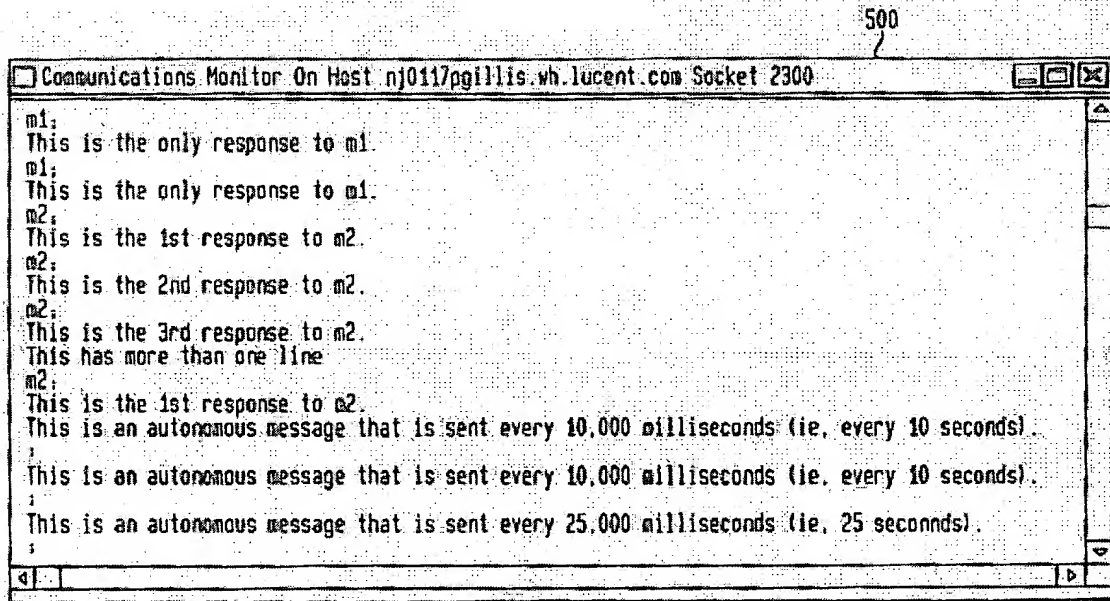 500
Communications Monitor On Host nj0117pgillis.wh.lucent.com Socket 2300
m1;
This is the only response to m1.
m1;
This is the only response to m1.
m2;
This is the 1st response to m2.
m2;
This is the 2nd response to m2.
m2;
This is the 3rd response to m2.
This has more than one line
m2;
This is the 1st response to m2.
This is an autonomous message that is sent every 10,000 milliseconds (ie, every 10 seconds).
;
This is an autonomous message that is sent every 10,000 milliseconds (ie, every 10 seconds).
;
This is an autonomous message that is sent every 25,000 milliseconds (ie, 25 seconnds).
;